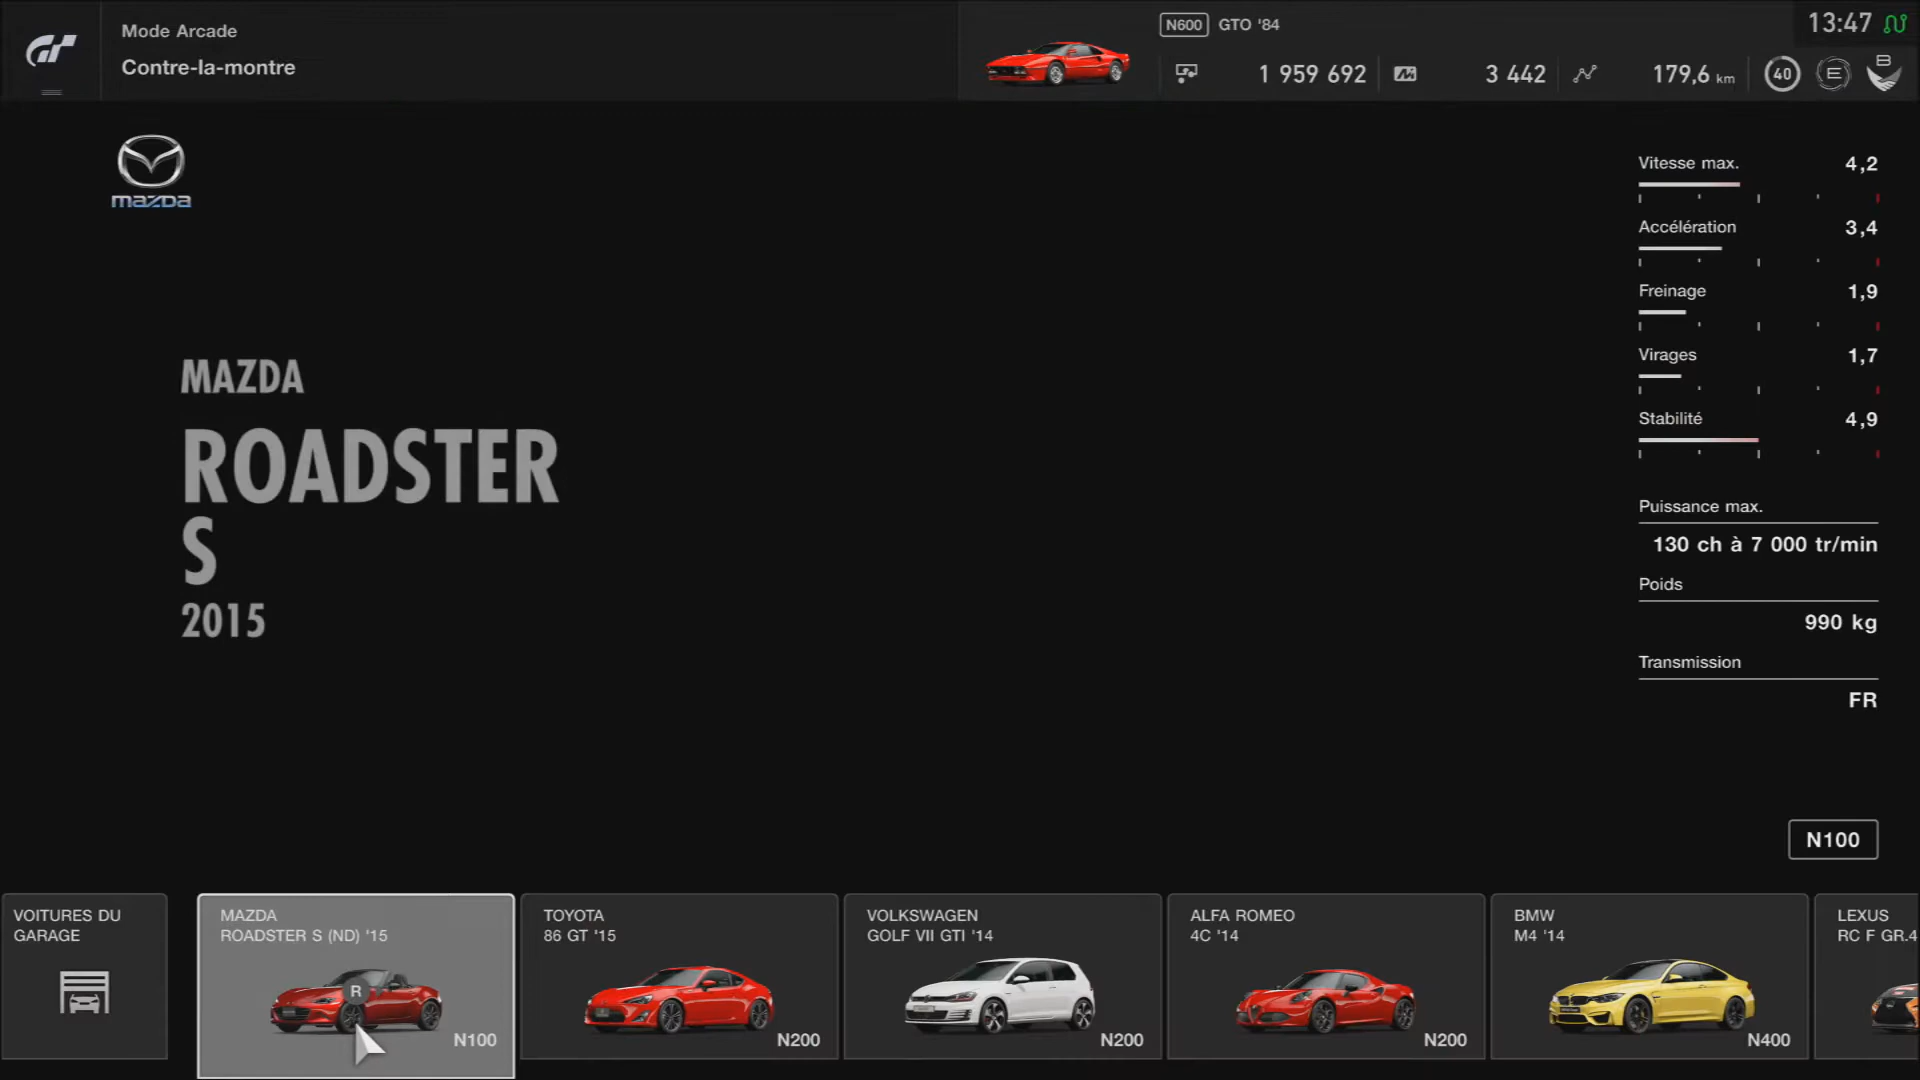 Mode Arcade
Contre-la-montre
N600 GTO '84
1 959 692
3 442
179,6 km
13:47
40
E
B
mazda
MAZDA
ROADSTER
S
2015
Vitesse max. 4,2
Accélération 3,4
Freinage 1,9
Virages 1,7
Stabilité 4,9
Puissance max.
130 ch à 7 000 tr/min
Poids
990 kg
Transmission
FR
N100
VOITURES DU
GARAGE
MAZDA
ROADSTER S (ND) '15
R
N100
TOYOTA
86 GT '15
N200
VOLKSWAGEN
GOLF VII GTI '14
N200
ALFA ROMEO
4C '14
N200
BMW
M4 '14
N400
LEXUS
RC F GR.4